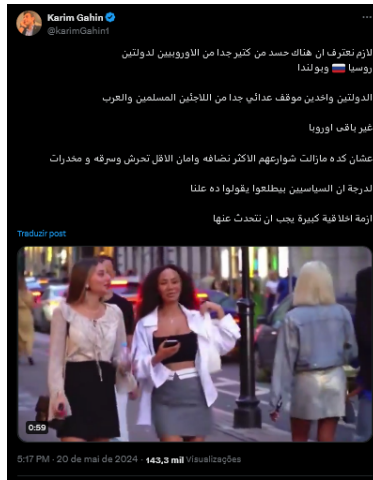 Karim Gahin
@karimGahin1
لازم نعترف ان هناك حسد من كتير جدا من الاوروبيين لدولتين
روسيا 🇷🇺 وبولندا
الدولتين واخدين موقف عدائي جدا من اللاجئين المسلمين والعرب
غير باقى اوروبا
عشان كده مازالت شوارعهم الاكثر نضافه وامان الاقل تحرش وسرقه و مخدرات
لدرجة ان السياسيين بيطلعوا يقولوا ده علنا
ازمة اخلاقية كبيرة يجب ان نتحدث عنها
Traduzir post
0:59
5:17 PM · 20 de mai de 2024 · 143,3 mil Visualizações